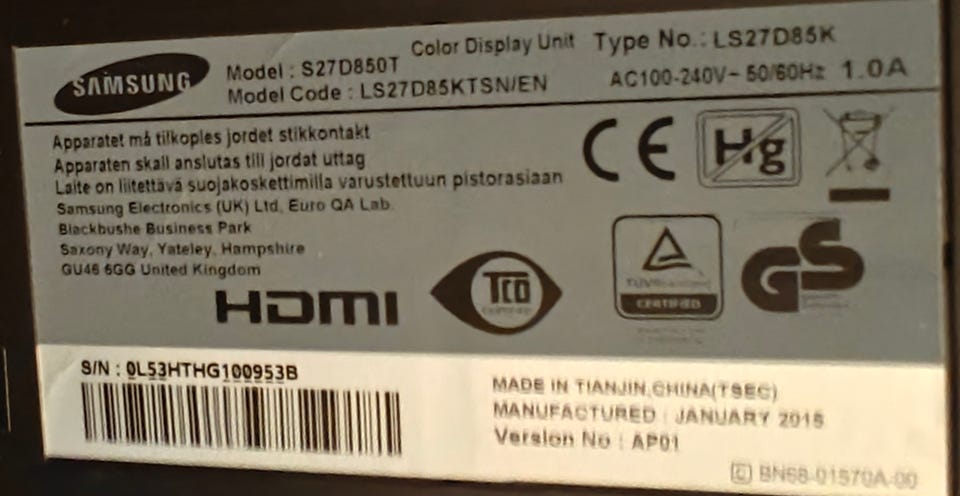 SAMSUNG
Color Display Unit Type No.: LS27D85K
Model : S27D850T
Model Code : LS27D85KTSN/EN
AC100-240V~ 50/60Hz 1.0A
Apparatet må tilkoples jordet stikkontakt
Apparaten skall anslutas till jordat uttag
Laite on liitettävä suojakoskettimilla varustettuun pistorasiaan
Samsung Electronics (UK) Ltd, Euro QA Lab.
Blackbushe Business Park
Saxony Way, Yateley, Hampshire
GU46 6GG United Kingdom
CE
Hg
HDMI
TCO
CERTIFIED
GS
S/N : 0L53HTHG100953B
MADE IN TIANJIN,CHINA(TSEC)
MANUFACTURED : JANUARY 2015
Version No : AP01
BN68-01570A-00